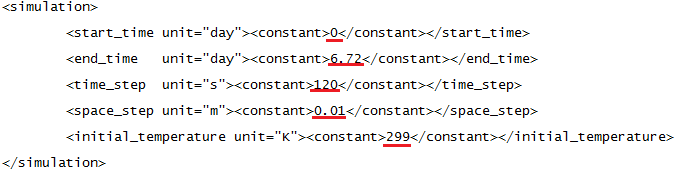 <simulation>
<start_time unit="day"><constant>0</constant></start_time>
<end_time unit="day"><constant>6.72</constant></end_time>
<time_step unit="s"><constant>120</constant></time_step>
<space_step unit="m"><constant>0.01</constant></space_step>
<initial_temperature unit="K"><constant>299</constant></initial_temperature>
</simulation>